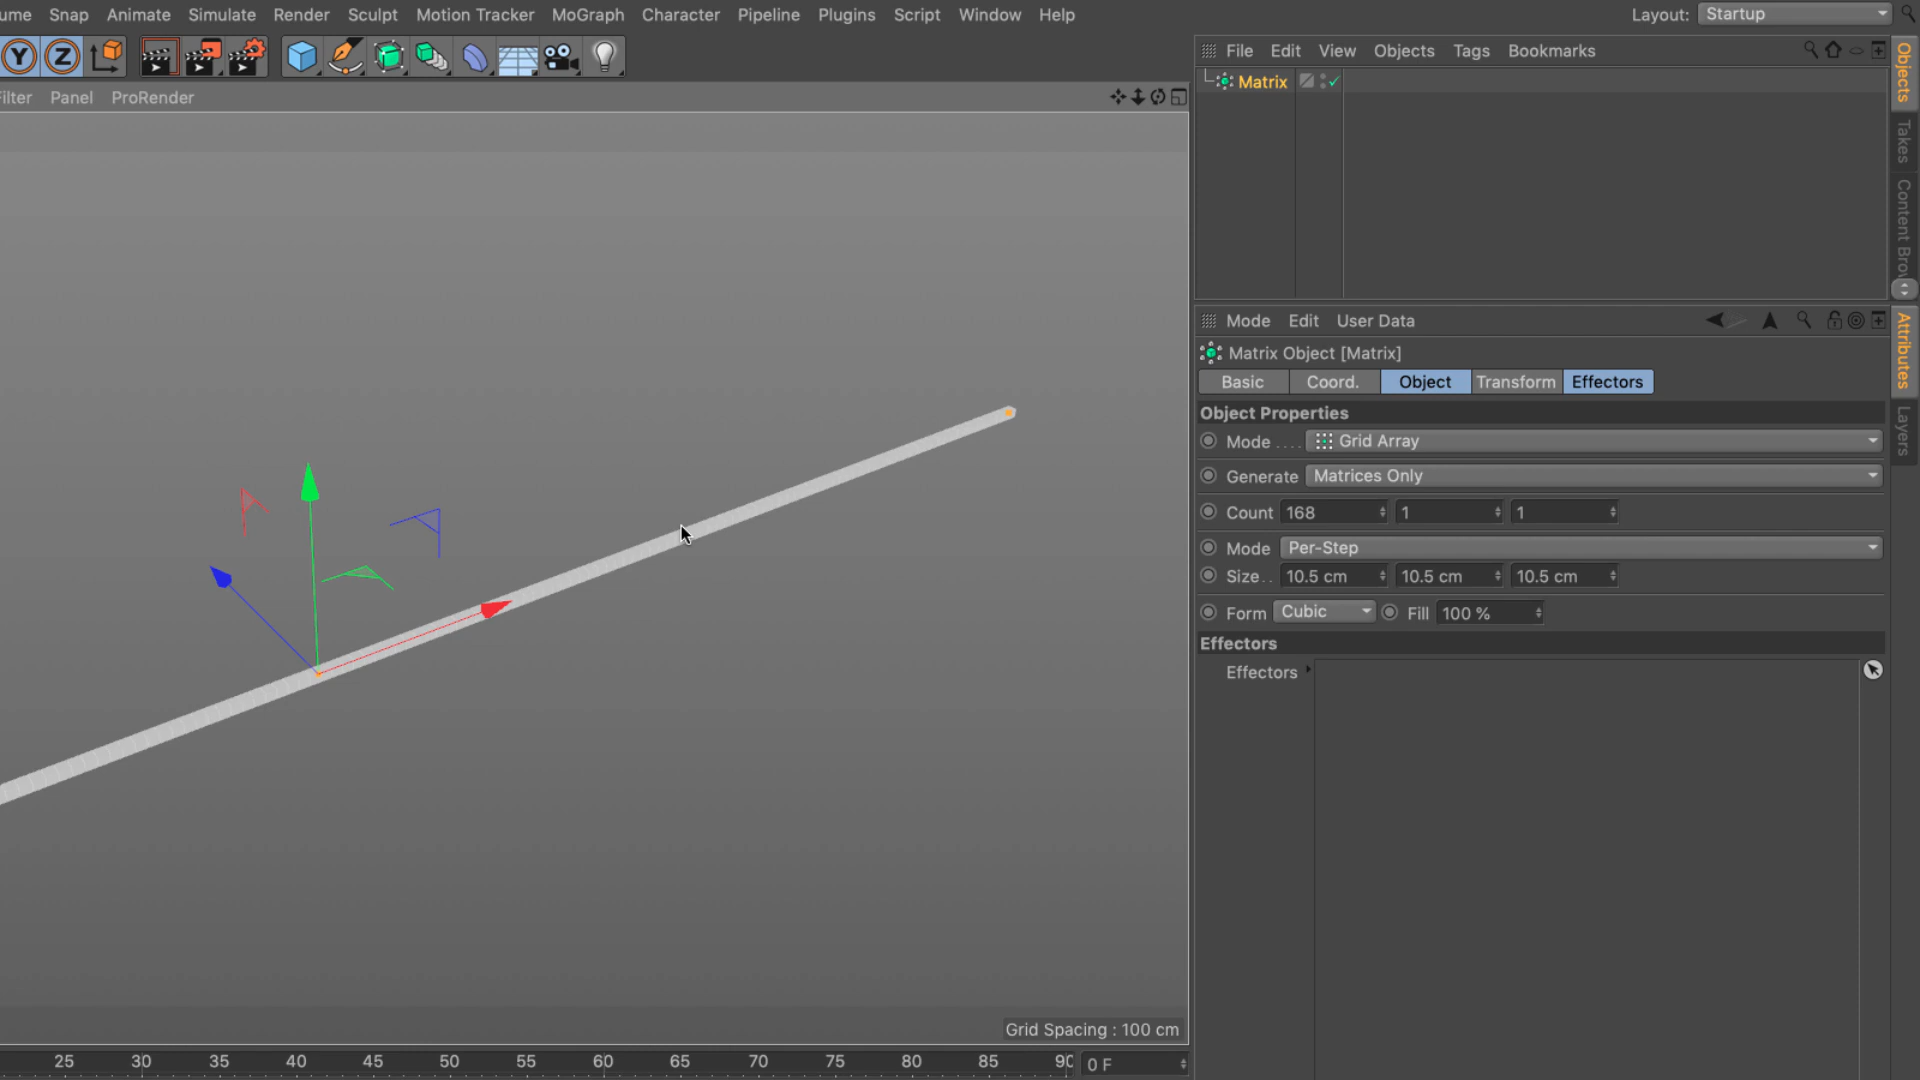 ume Snap Animate Simulate Render Sculpt Motion Tracker MoGraph Character Pipeline Plugins Script Window Help Layout: Startup
Y Z
File Edit View Objects Tags Bookmarks
Matrix
ilter Panel ProRender
Objects
Takes
Content Brov
Mode Edit User Data
Matrix Object [Matrix]
Basic Coord. Object Transform Effectors
Object Properties
Mode .... Grid Array
Generate Matrices Only
Count 168 1 1
Mode Per-Step
Size.. 10.5 cm 10.5 cm 10.5 cm
Form Cubic Fill 100 %
Effectors
Effectors
Attributes
Layers
Grid Spacing : 100 cm
25 30 35 40 45 50 55 60 65 70 75 80 85 90 0 F